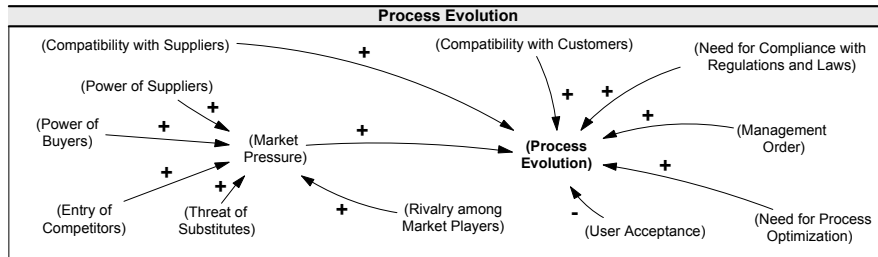 Process Evolution
(Compatibility with Suppliers)
+
(Compatibility with Customers)
(Need for Compliance with
Regulations and Laws)
(Power of Suppliers)
+
+
+
(Power of
Buyers)
+
(Market
Pressure)
+
(Process
Evolution)
+
(Management
Order)
+
(Entry of
Competitors)
+
(Threat of
Substitutes)
+
(Rivalry among
Market Players)
-
(User Acceptance)
+
(Need for Process
Optimization)